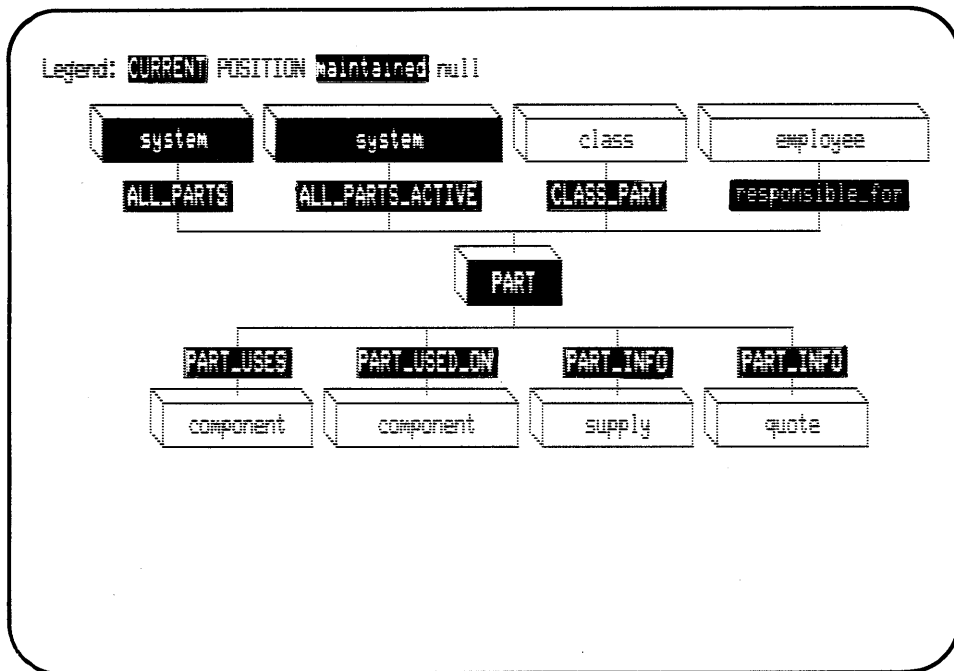 Legend: CURRENT POSITION maintained null
system system class employee
ALL_PARTS ALL_PARTS_ACTIVE CLASS_PART responsible_for
PART
PART_USES PART_USED_ON PART_INFO PART_INFO
component component supply quote